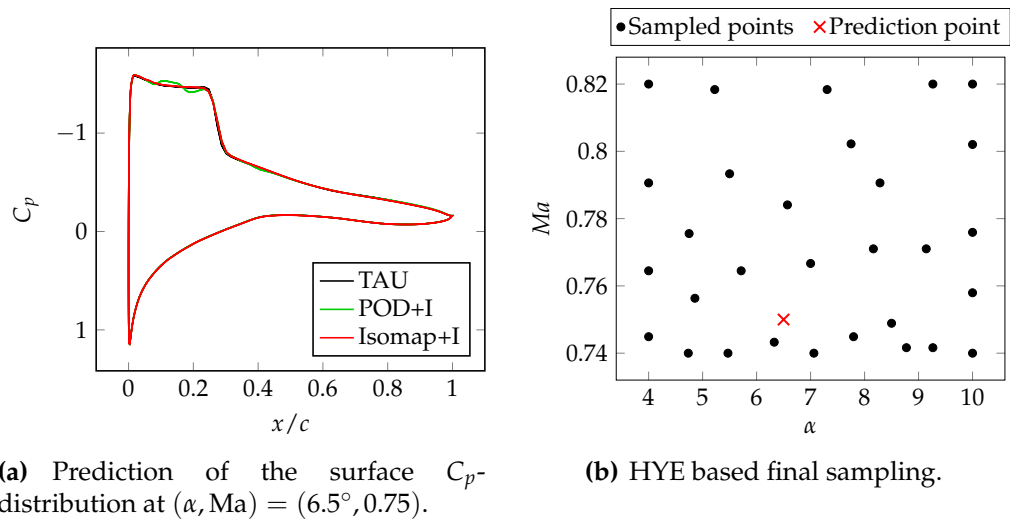 −1
0
1
C_p
TAU
POD+I
Isomap+I
0 0.2 0.4 0.6 0.8 1
x/c
(a) Prediction of the surface C_p-
distribution at (α, Ma) = (6.5°, 0.75).
Sampled points Prediction point
0.82
0.8
0.78
0.76
0.74
Ma
4 5 6 7 8 9 10
α
(b) HYE based final sampling.